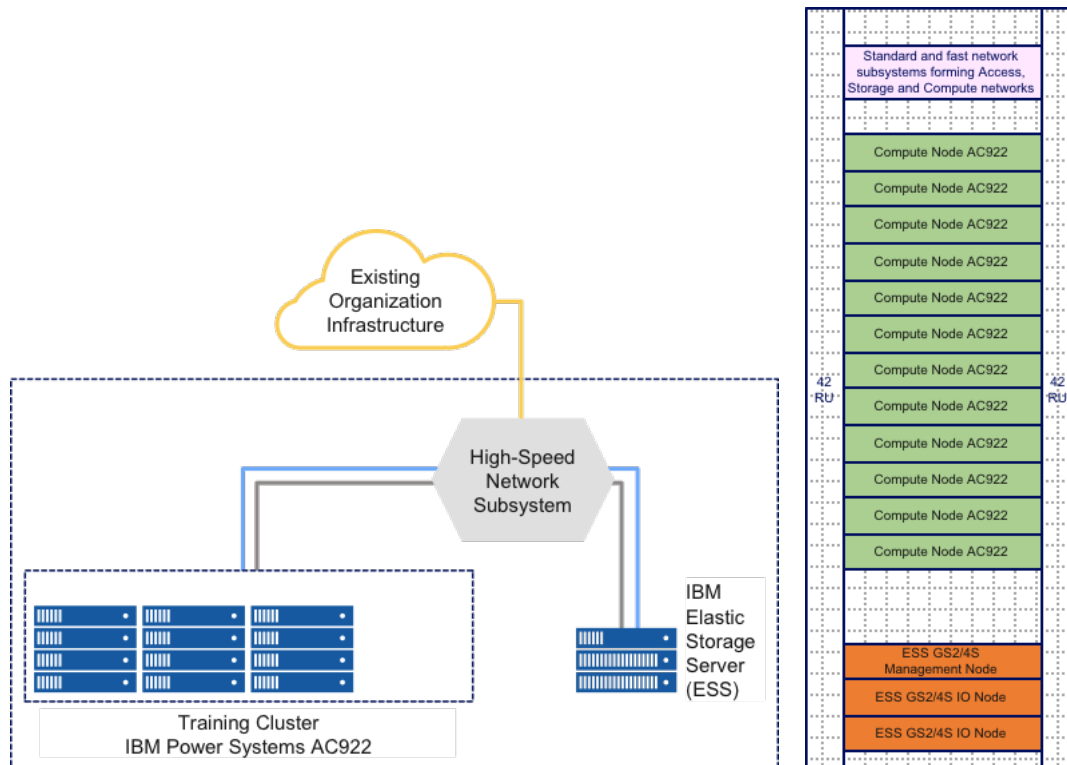 Existing
Organization
Infrastructure
High-Speed
Network
Subsystem
IBM
Elastic
Storage
Server
(ESS)
Training Cluster
IBM Power Systems AC922
Standard and fast network
subsystems forming Access,
Storage and Compute networks
Compute Node AC922
Compute Node AC922
Compute Node AC922
Compute Node AC922
Compute Node AC922
Compute Node AC922
Compute Node AC922
42
RU
42
RU
Compute Node AC922
Compute Node AC922
Compute Node AC922
Compute Node AC922
Compute Node AC922
ESS GS2/4S
Management Node
ESS GS2/4S IO Node
ESS GS2/4S IO Node